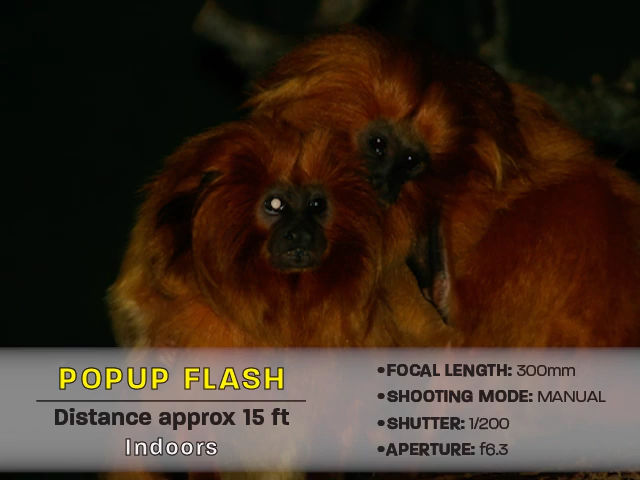 POPUP FLASH
Distance approx 15 ft
Indoors
•FOCAL LENGTH: 300mm
•SHOOTING MODE: MANUAL
•SHUTTER: 1/200
•APERTURE: f6.3